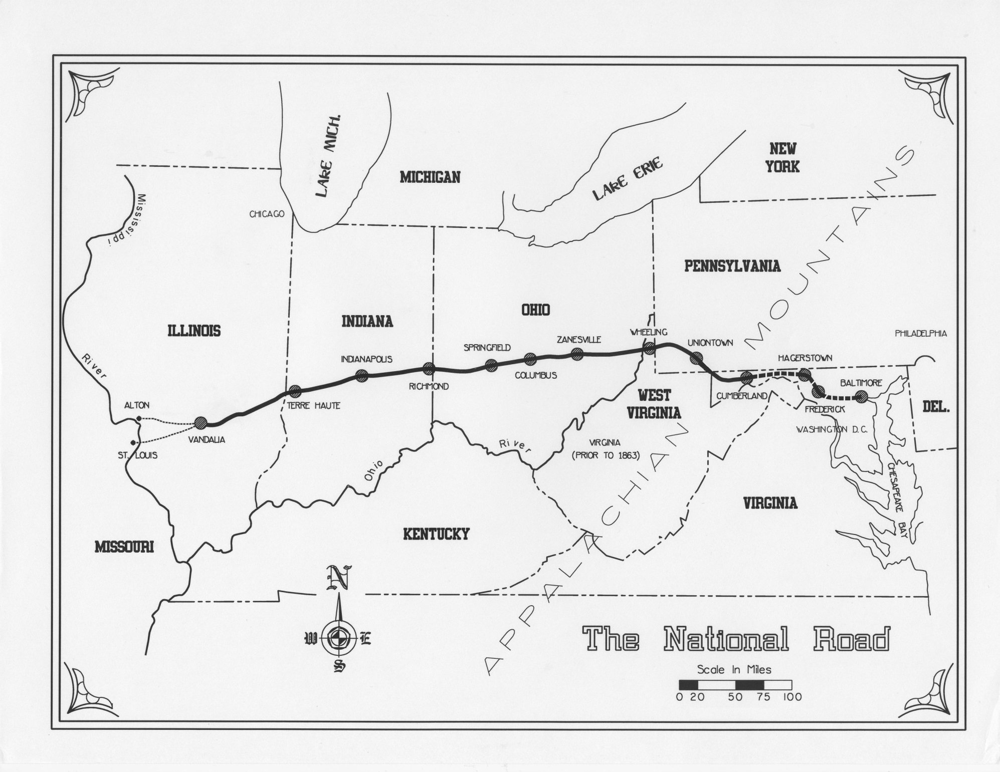 LAKE MICH.
NEW
YORK
MICHIGAN
LAKE ERIE
Mississippi
CHICAGO
PENNSYLVANIA
MOUNTAINS
OHIO
INDIANA
ILLINOIS
WHEELING
PHILADELPHIA
ZANESVILLE
UNIONTOWN
SPRINGFIELD
HAGERSTOWN
INDIANAPOLIS
River
COLUMBUS
BALTIMORE
RICHMOND
WEST
VIRGINIA
CUMBERLAND
ALTON
TERRE HAUTE
FREDERICK
DEL.
WASHINGTON D.C.
VANDALIA
VIRGINIA
(PRIOR TO 1863)
River
ST. LOUIS
Ohio
CHESAPEAKE BAY
VIRGINIA
KENTUCKY
MISSOURI
APPALACHIAN
N
W
E
S
The National Road
Scale In Miles
0 20 50 75 100